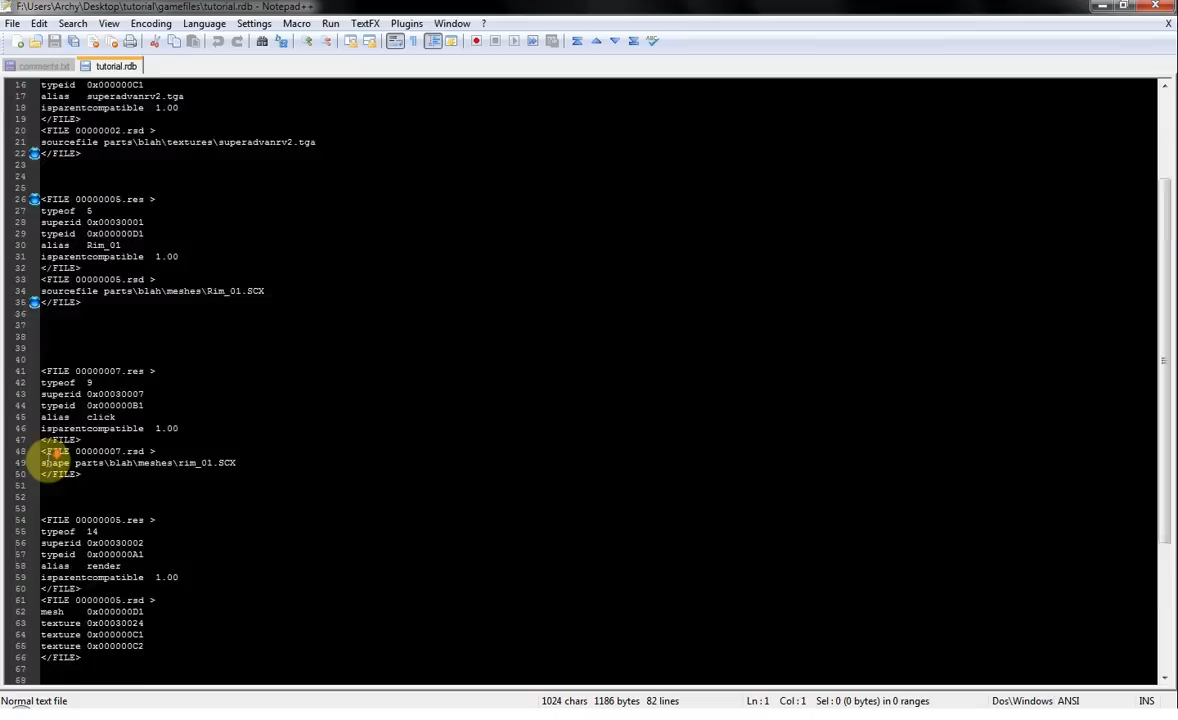 F:\Users\Archy\Desktop\tutorial\gamefiles\tutorial.rdb - Notepad++
File Edit Search View Encoding Language Settings Macro Run TextFX Plugins Window ? X
comments.txt tutorial.rdb
16 typeid 0x000000C1
17 alias superadvanrv2.tga
18 isparentcompatible 1.00
19 </FILE>
20 <FILE 00000002.rsd >
21 sourcefile parts\blah\textures\superadvanrv2.tga
22 </FILE>
23
24
25
26 <FILE 00000005.res >
27 typeof 5
28 superid 0x00030001
29 typeid 0x000000D1
30 alias Rim_01
31 isparentcompatible 1.00
32 </FILE>
33 <FILE 00000005.rsd >
34 sourcefile parts\blah\meshes\Rim_01.SCX
35 </FILE>
36
37
38
39
40
41 <FILE 00000007.res >
42 typeof 9
43 superid 0x00030007
44 typeid 0x000000B1
45 alias click
46 isparentcompatible 1.00
47 </FILE>
48 <FILE 00000007.rsd >
49 shape parts\blah\meshes\rim_01.SCX
50 </FILE>
51
52
53
54 <FILE 00000005.res >
55 typeof 14
56 superid 0x00030002
57 typeid 0x000000A1
58 alias render
59 isparentcompatible 1.00
60 </FILE>
61 <FILE 00000005.rsd >
62 mesh 0x000000D1
63 texture 0x00030024
64 texture 0x000000C1
65 texture 0x000000C2
66 </FILE>
67
68
Normal text file 1024 chars 1186 bytes 82 lines Ln : 1 Col : 1 Sel : 0 (0 bytes) in 0 ranges Dos\Windows ANSI INS